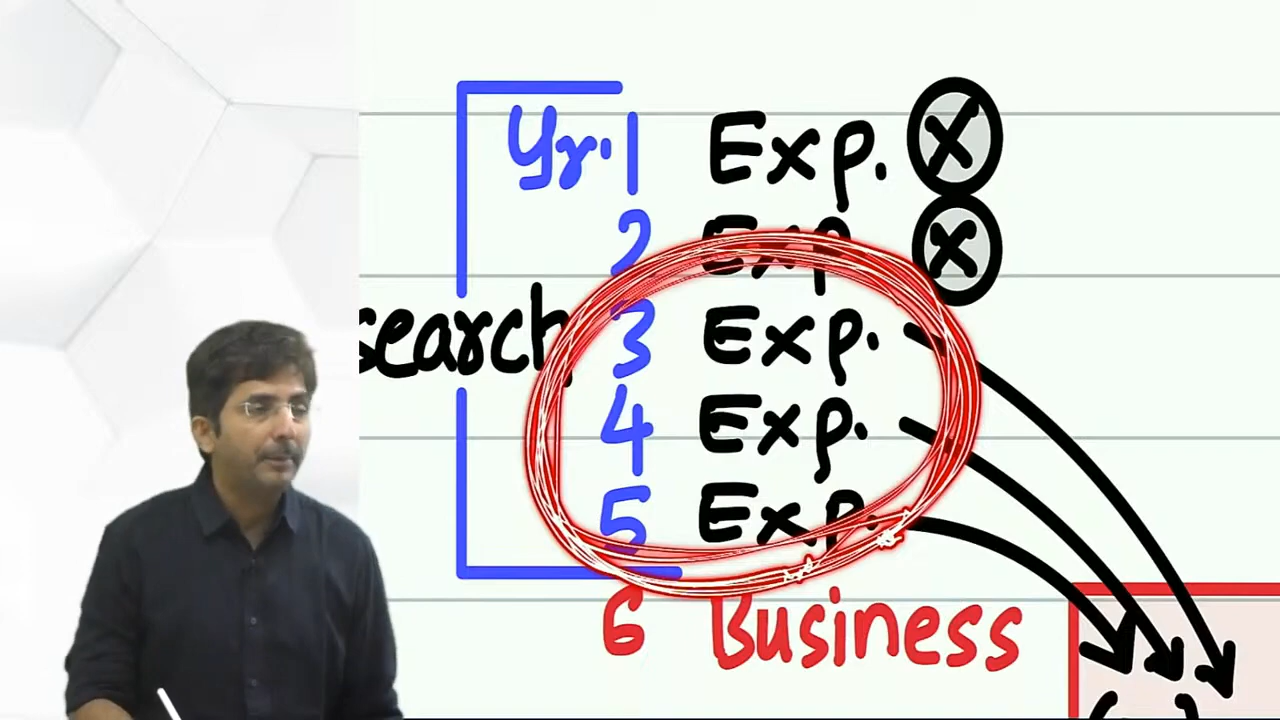 Yr. 1 Exp. X
2 Exp. X
search
3 Exp.
4 Exp.
5 Exp.
6 Business